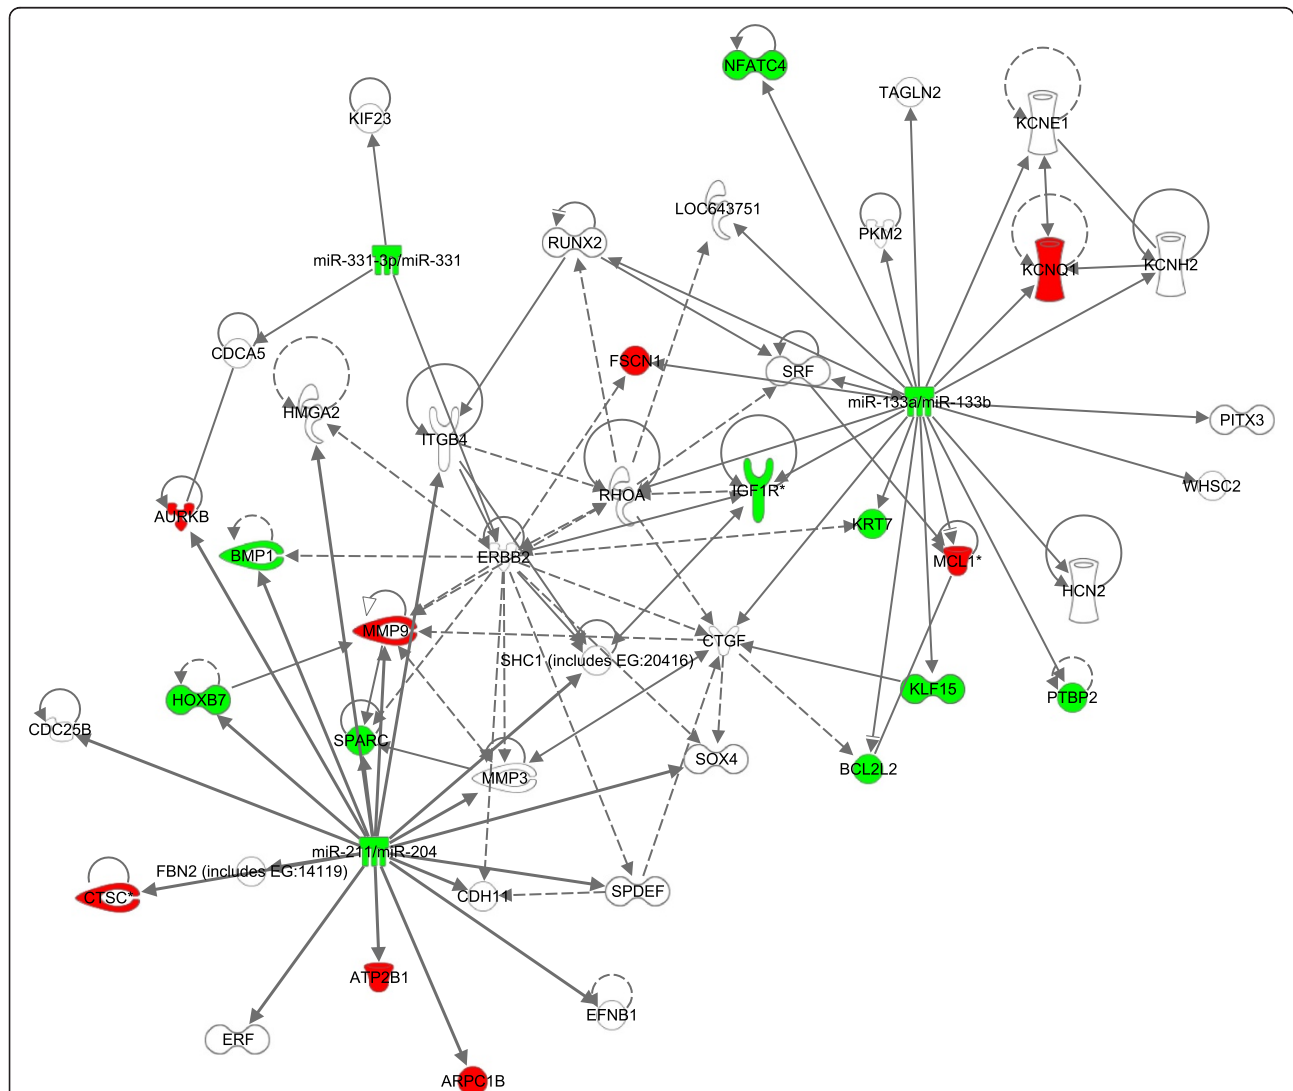 NFATC4
TAGLN2
KIF23
KCNE1
LOC643751
PKM2
RUNX2
miR-331-3p/miR-331
KCNQ1
KCNH2
CDCA5
FSCN1
SRF
HMGA2
miR-133a/miR-133b
PITX3
ITGB4
WHSC2
RHOA
IGF1R*
AURKB
KRT7
BMP1
ERBB2
MCL1*
HCN2
MMP9
CTGF
SHC1 (includes EG:20416)
HOXB7
KLF15
PTBP2
CDC25B
SPARC
SOX4
BCL2L2
MMP3
miR-211/miR-204
FBN2 (includes EG:14119)
CTSC*
CDH11
SPDEF
ATP2B1
EFNB1
ERF
ARPC1B